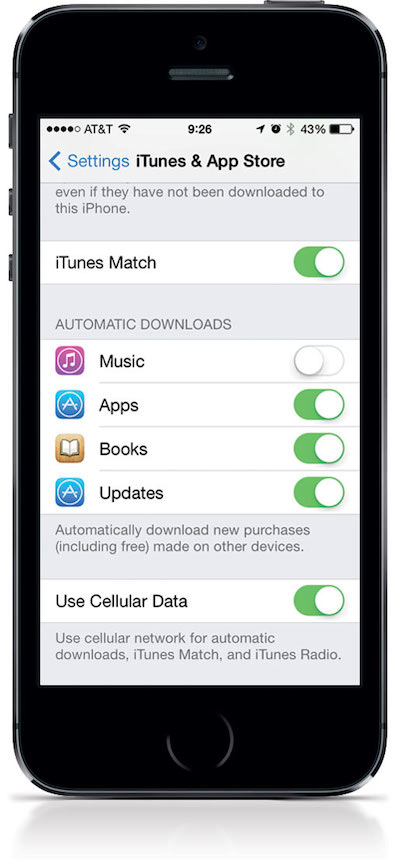 AT&T 9:26 43%
Settings iTunes & App Store
even if they have not been downloaded to
this iPhone.
iTunes Match
AUTOMATIC DOWNLOADS
Music
Apps
Books
Updates
Automatically download new purchases
(including free) made on other devices.
Use Cellular Data
Use cellular network for automatic
downloads, iTunes Match, and iTunes Radio.